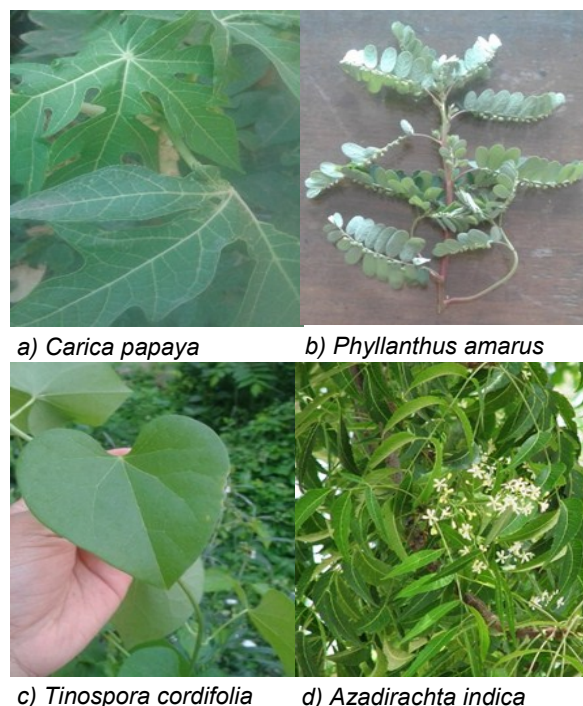 a) Carica papaya
b) Phyllanthus amarus
c) Tinospora cordifolia
d) Azadirachta indica